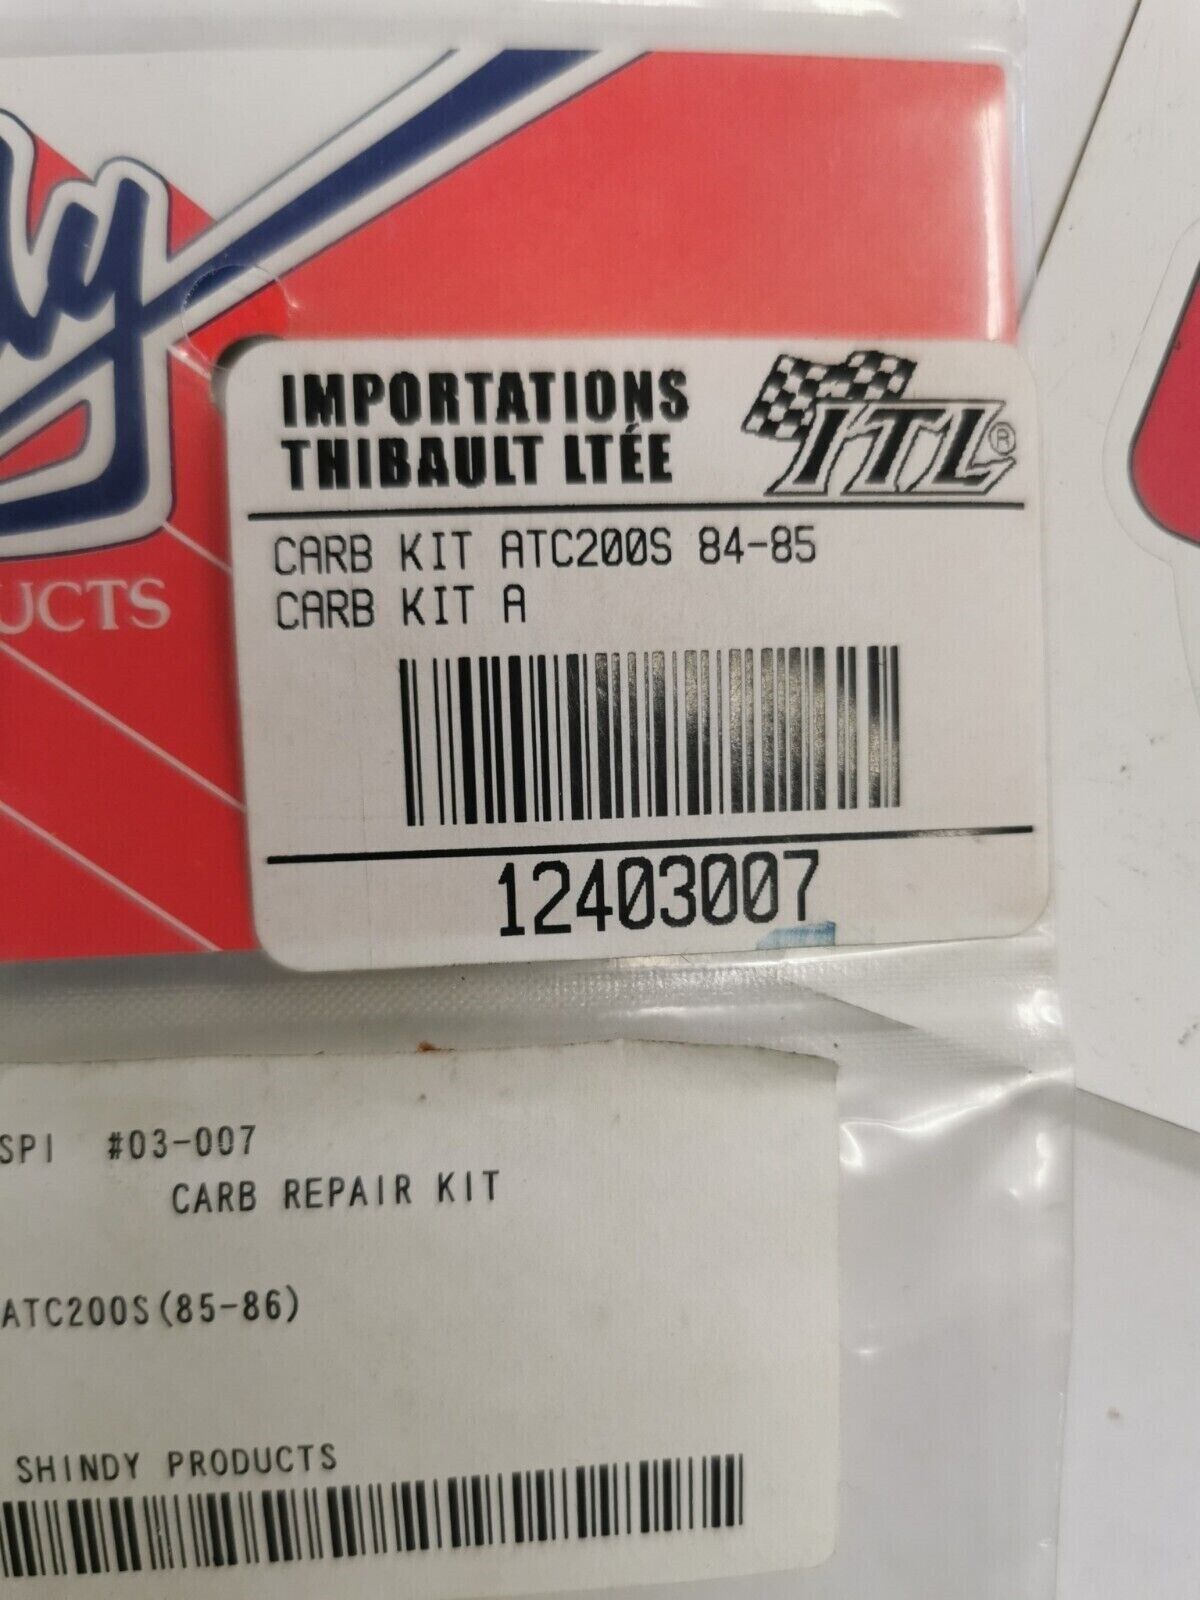 dy
UCTS
IMPORTATIONS
THIBAULT LTÉE
ITL®
CARB KIT ATC200S 84-85
CARB KIT A
12403007
SPI #03-007
CARB REPAIR KIT
ATC200S(85-86)
SHINDY PRODUCTS